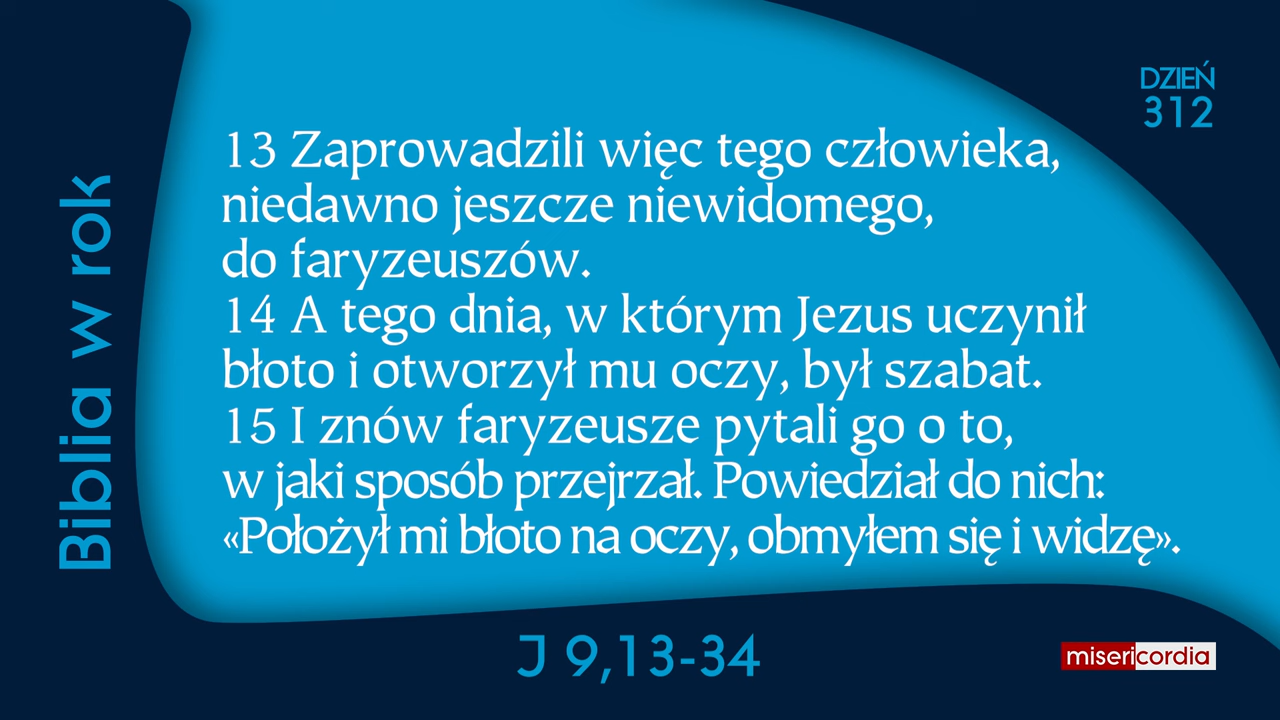 Biblia w rok
DZIEŃ
312
13 Zaprowadzili więc tego człowieka,
niedawno jeszcze niewidomego,
do faryzeuszów.
14 A tego dnia, w którym Jezus uczynił
błoto i otworzył mu oczy, był szabat.
15 I znów faryzeusze pytali go o to,
w jaki sposób przejrzał. Powiedział do nich:
«Położył mi błoto na oczy, obmyłem się i widzę».
J 9,13-34
misericordia